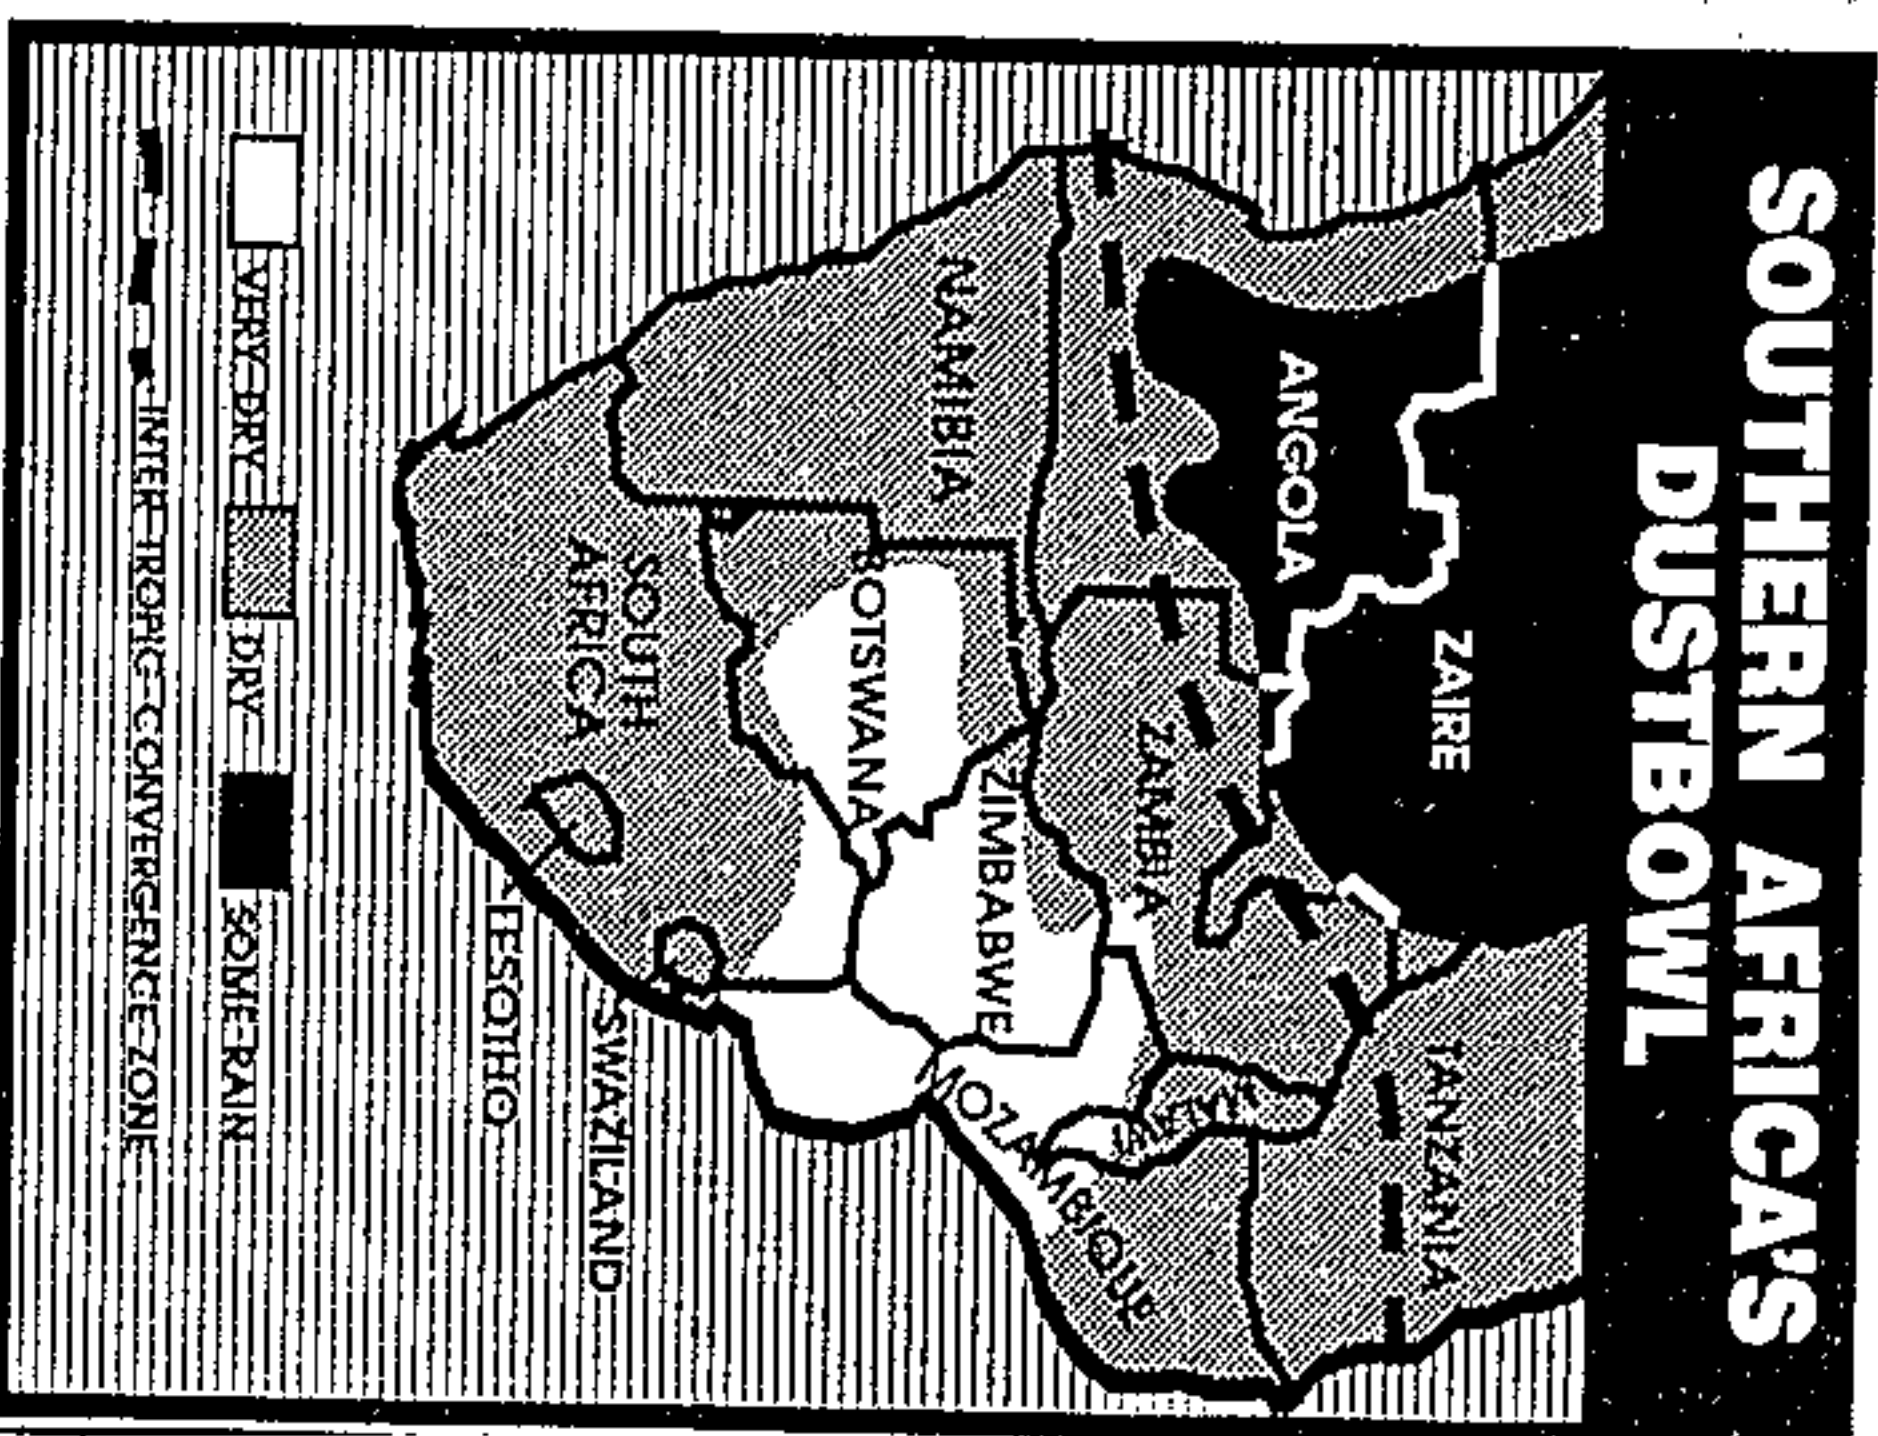 SOUTHERN AFRICA'S
DUSTBOWL
ZAIRE
TANZANIA
ANGOLA
ZAMBIA
MALAWI
MOZAMBIQUE
NAMIBIA
ZIMBABWE
BOTSWANA
SOUTH
AFRICA
SWAZILAND
LESOTHO
VERY DRY
DRY
SOME RAIN
INTER-TROPIC CONVERGENCE ZONE